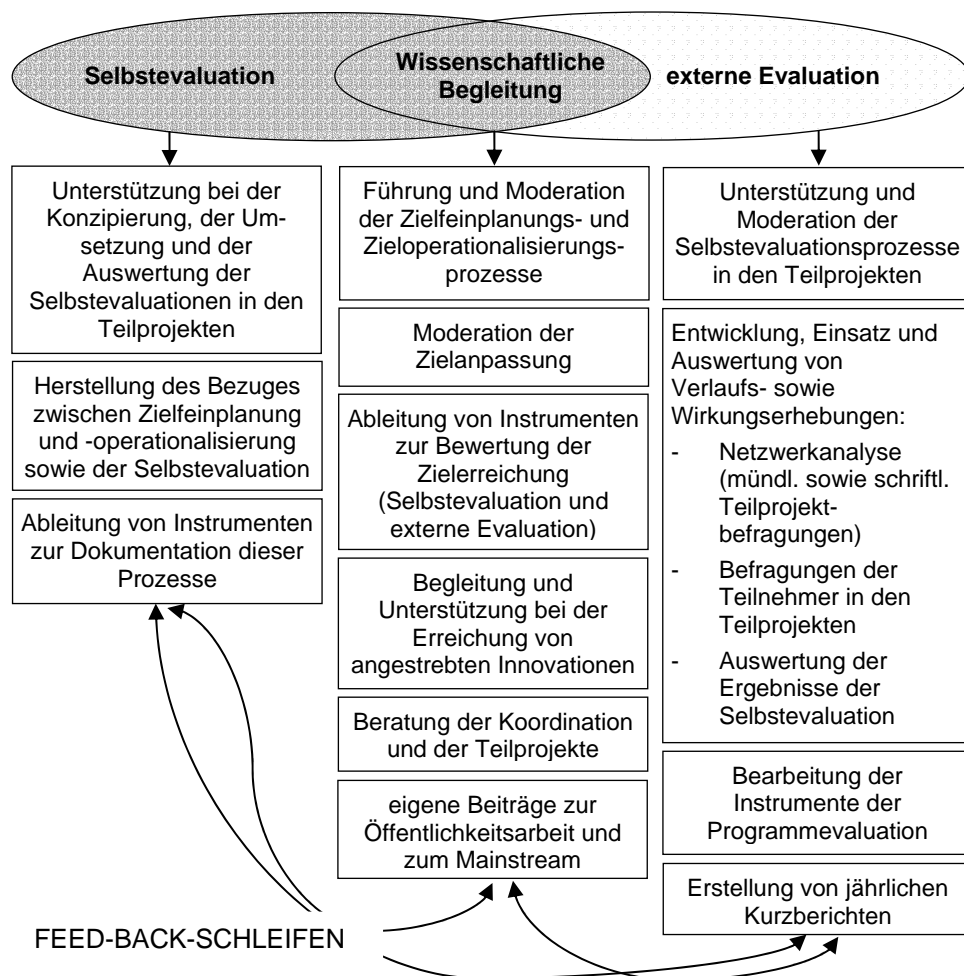 Selbstevaluation
Wissenschaftliche
Begleitung
externe Evaluation
Unterstützung bei der
Konzipierung, der Um-
setzung und der
Auswertung der
Selbstevaluationen in den
Teilprojekten
Herstellung des Bezuges
zwischen Zielfeinplanung
und -operationalisierung
sowie der Selbstevaluation
Ableitung von Instrumenten
zur Dokumentation dieser
Prozesse
Führung und Moderation
der Zielfeinplanungs- und
Zieloperationalisierungs-
prozesse
Moderation der
Zielanpassung
Ableitung von Instrumenten
zur Bewertung der
Zielerreichung
(Selbstevaluation und
externe Evaluation)
Begleitung und
Unterstützung bei der
Erreichung von
angestrebten Innovationen
Beratung der Koordination
und der Teilprojekte
eigene Beiträge zur
Öffentlichkeitsarbeit und
zum Mainstream
Unterstützung und
Moderation der
Selbstevaluationsprozesse
in den Teilprojekten
Entwicklung, Einsatz und
Auswertung von
Verlaufs- sowie
Wirkungserhebungen:
- Netzwerkanalyse
(mündl. sowie schriftl.
Teilprojekt-
befragungen)
- Befragungen der
Teilnehmer in den
Teilprojekten
- Auswertung der
Ergebnisse der
Selbstevaluation
Bearbeitung der
Instrumente der
Programmevaluation
Erstellung von jährlichen
Kurzberichten
FEED-BACK-SCHLEIFEN